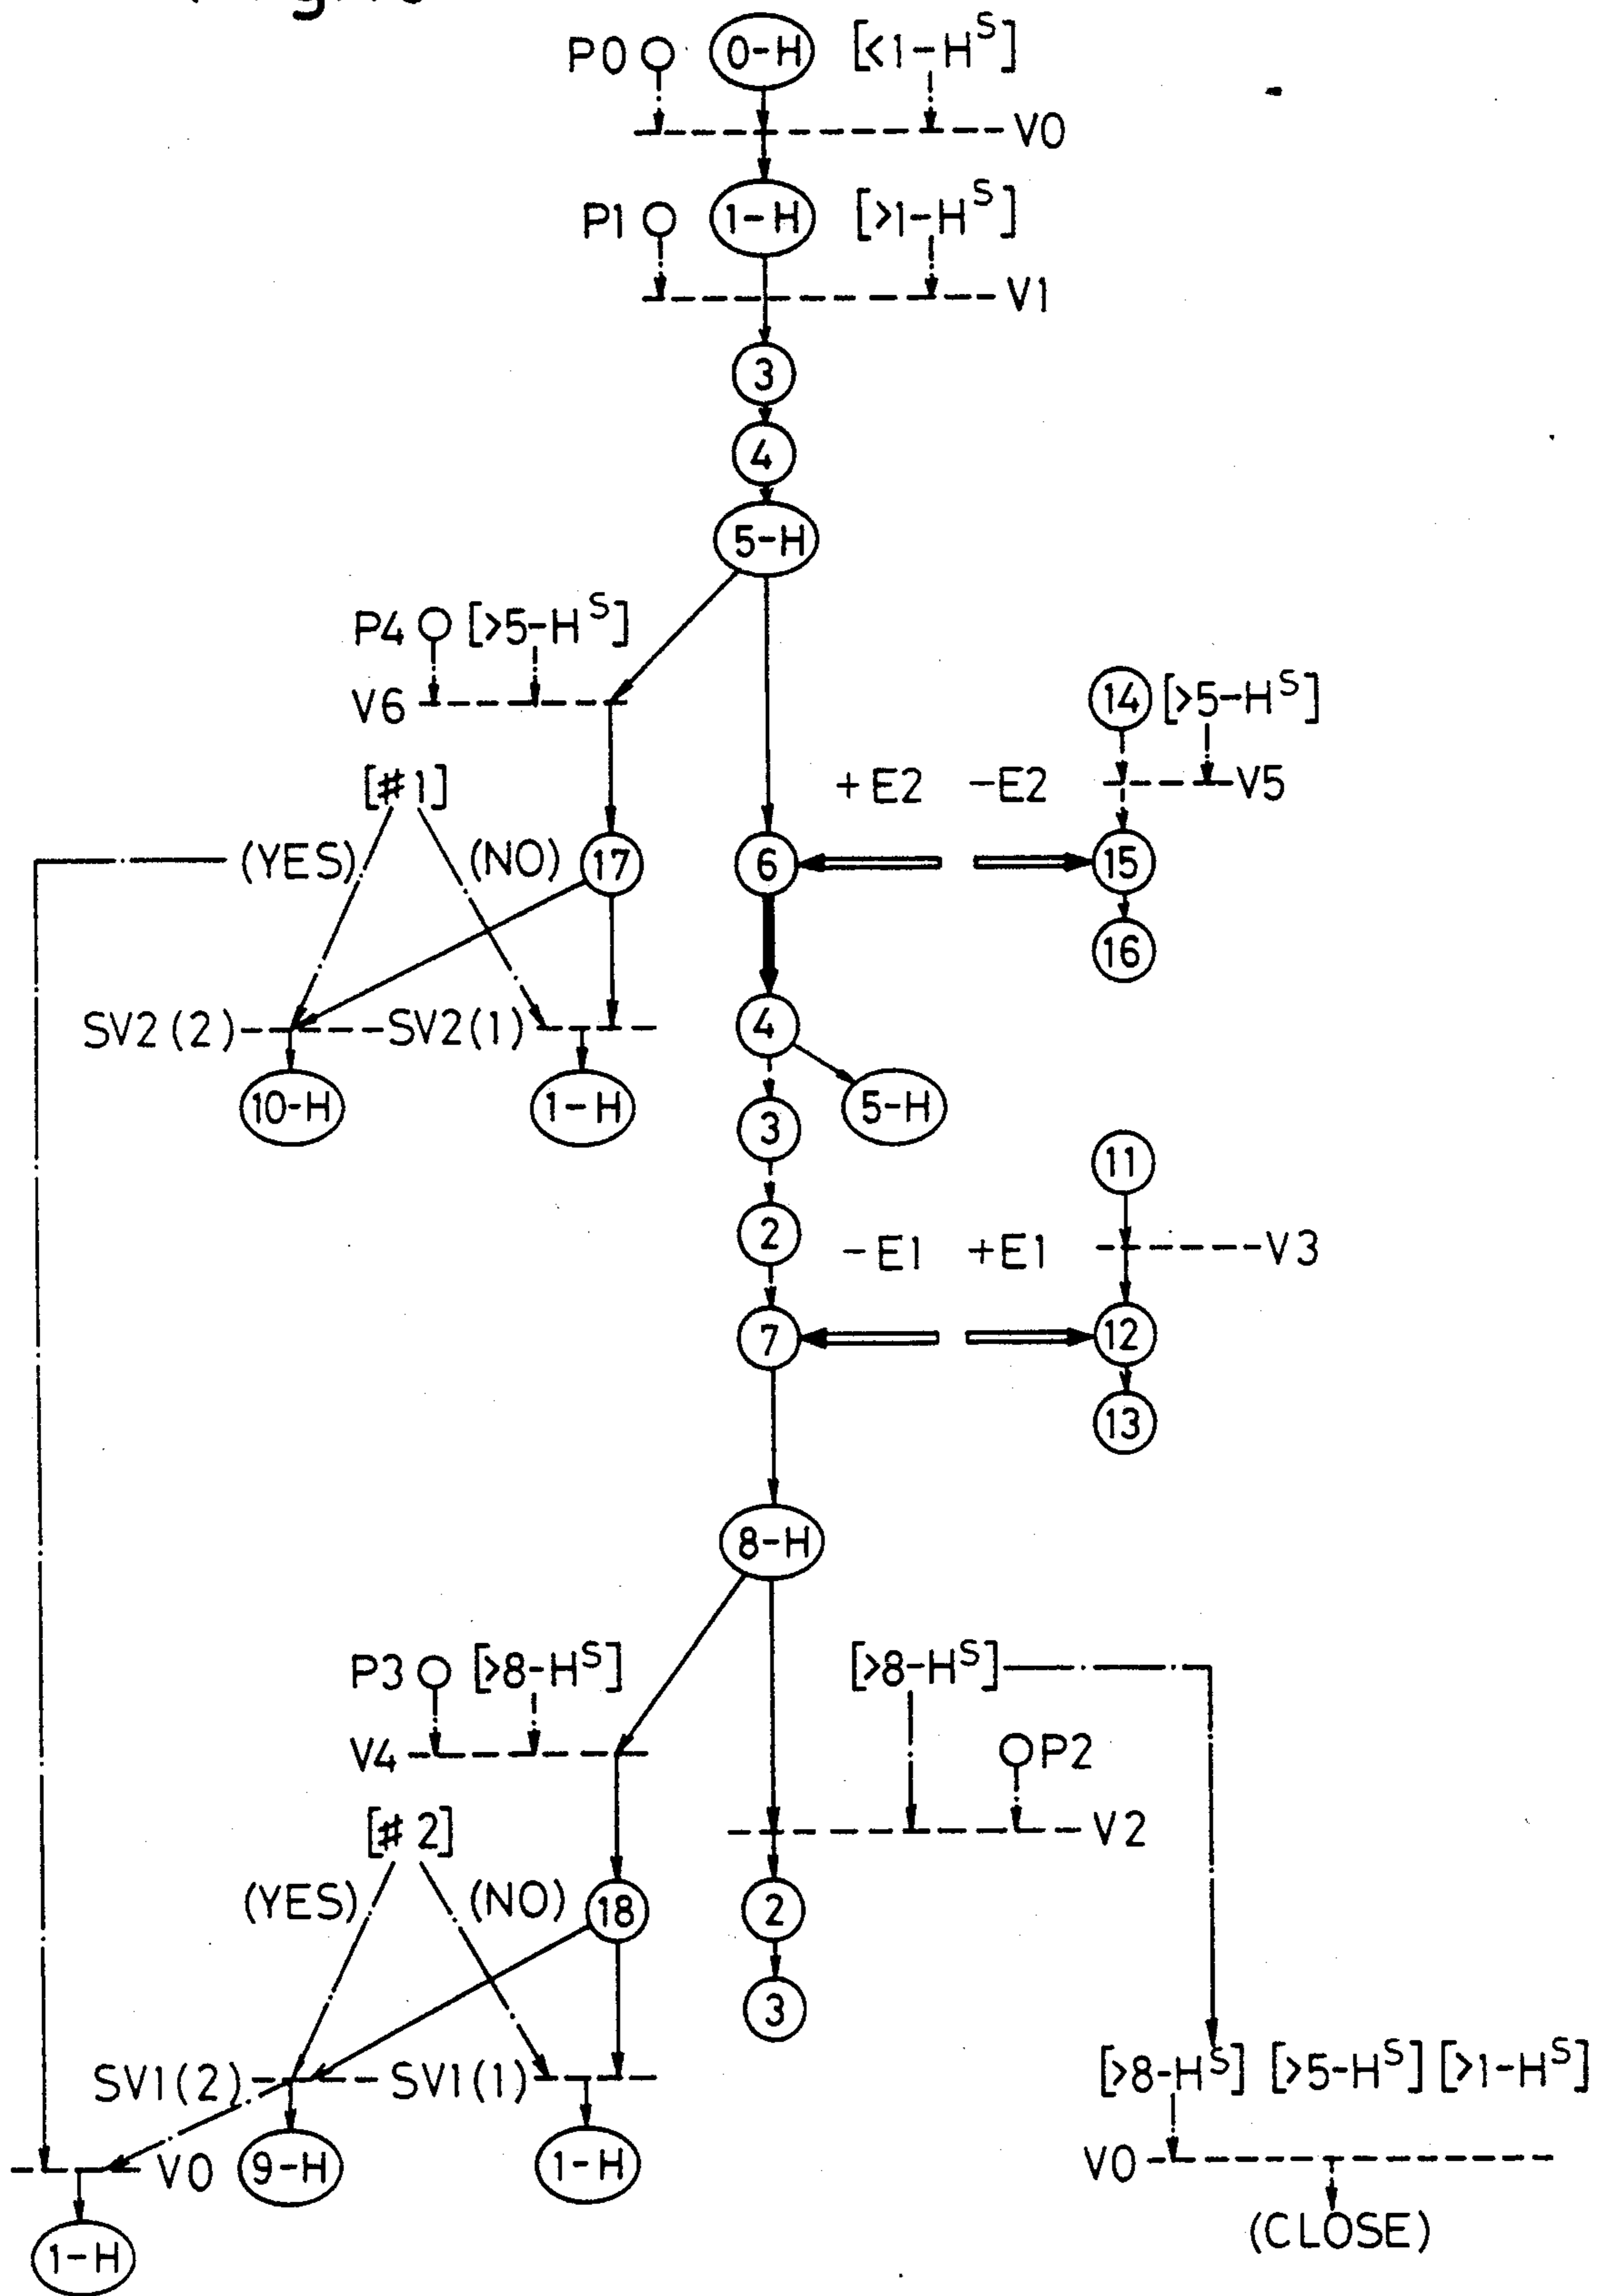 P0 0-H [<1-H^S]
V0
P1 1-H [>1-H^S]
V1
3
4
5-H
P4 [>5-H^S]
V6
14 [>5-H^S]
V5
[#1]
+E2 -E2
(YES) (NO) 17 6 15
16
SV2(2) SV2(1) 4
10-H 1-H 5-H
3
11
2 -E1 +E1 V3
7 12
13
8-H
P3 [>8-H^S] [>8-H^S]
V4 P2
[#2] V2
(YES) (NO) 18 2
3
[>8-H^S] [>5-H^S] [>1-H^S]
SV1(2) SV1(1)
V0 9-H 1-H V0
(CLOSE)
1-H